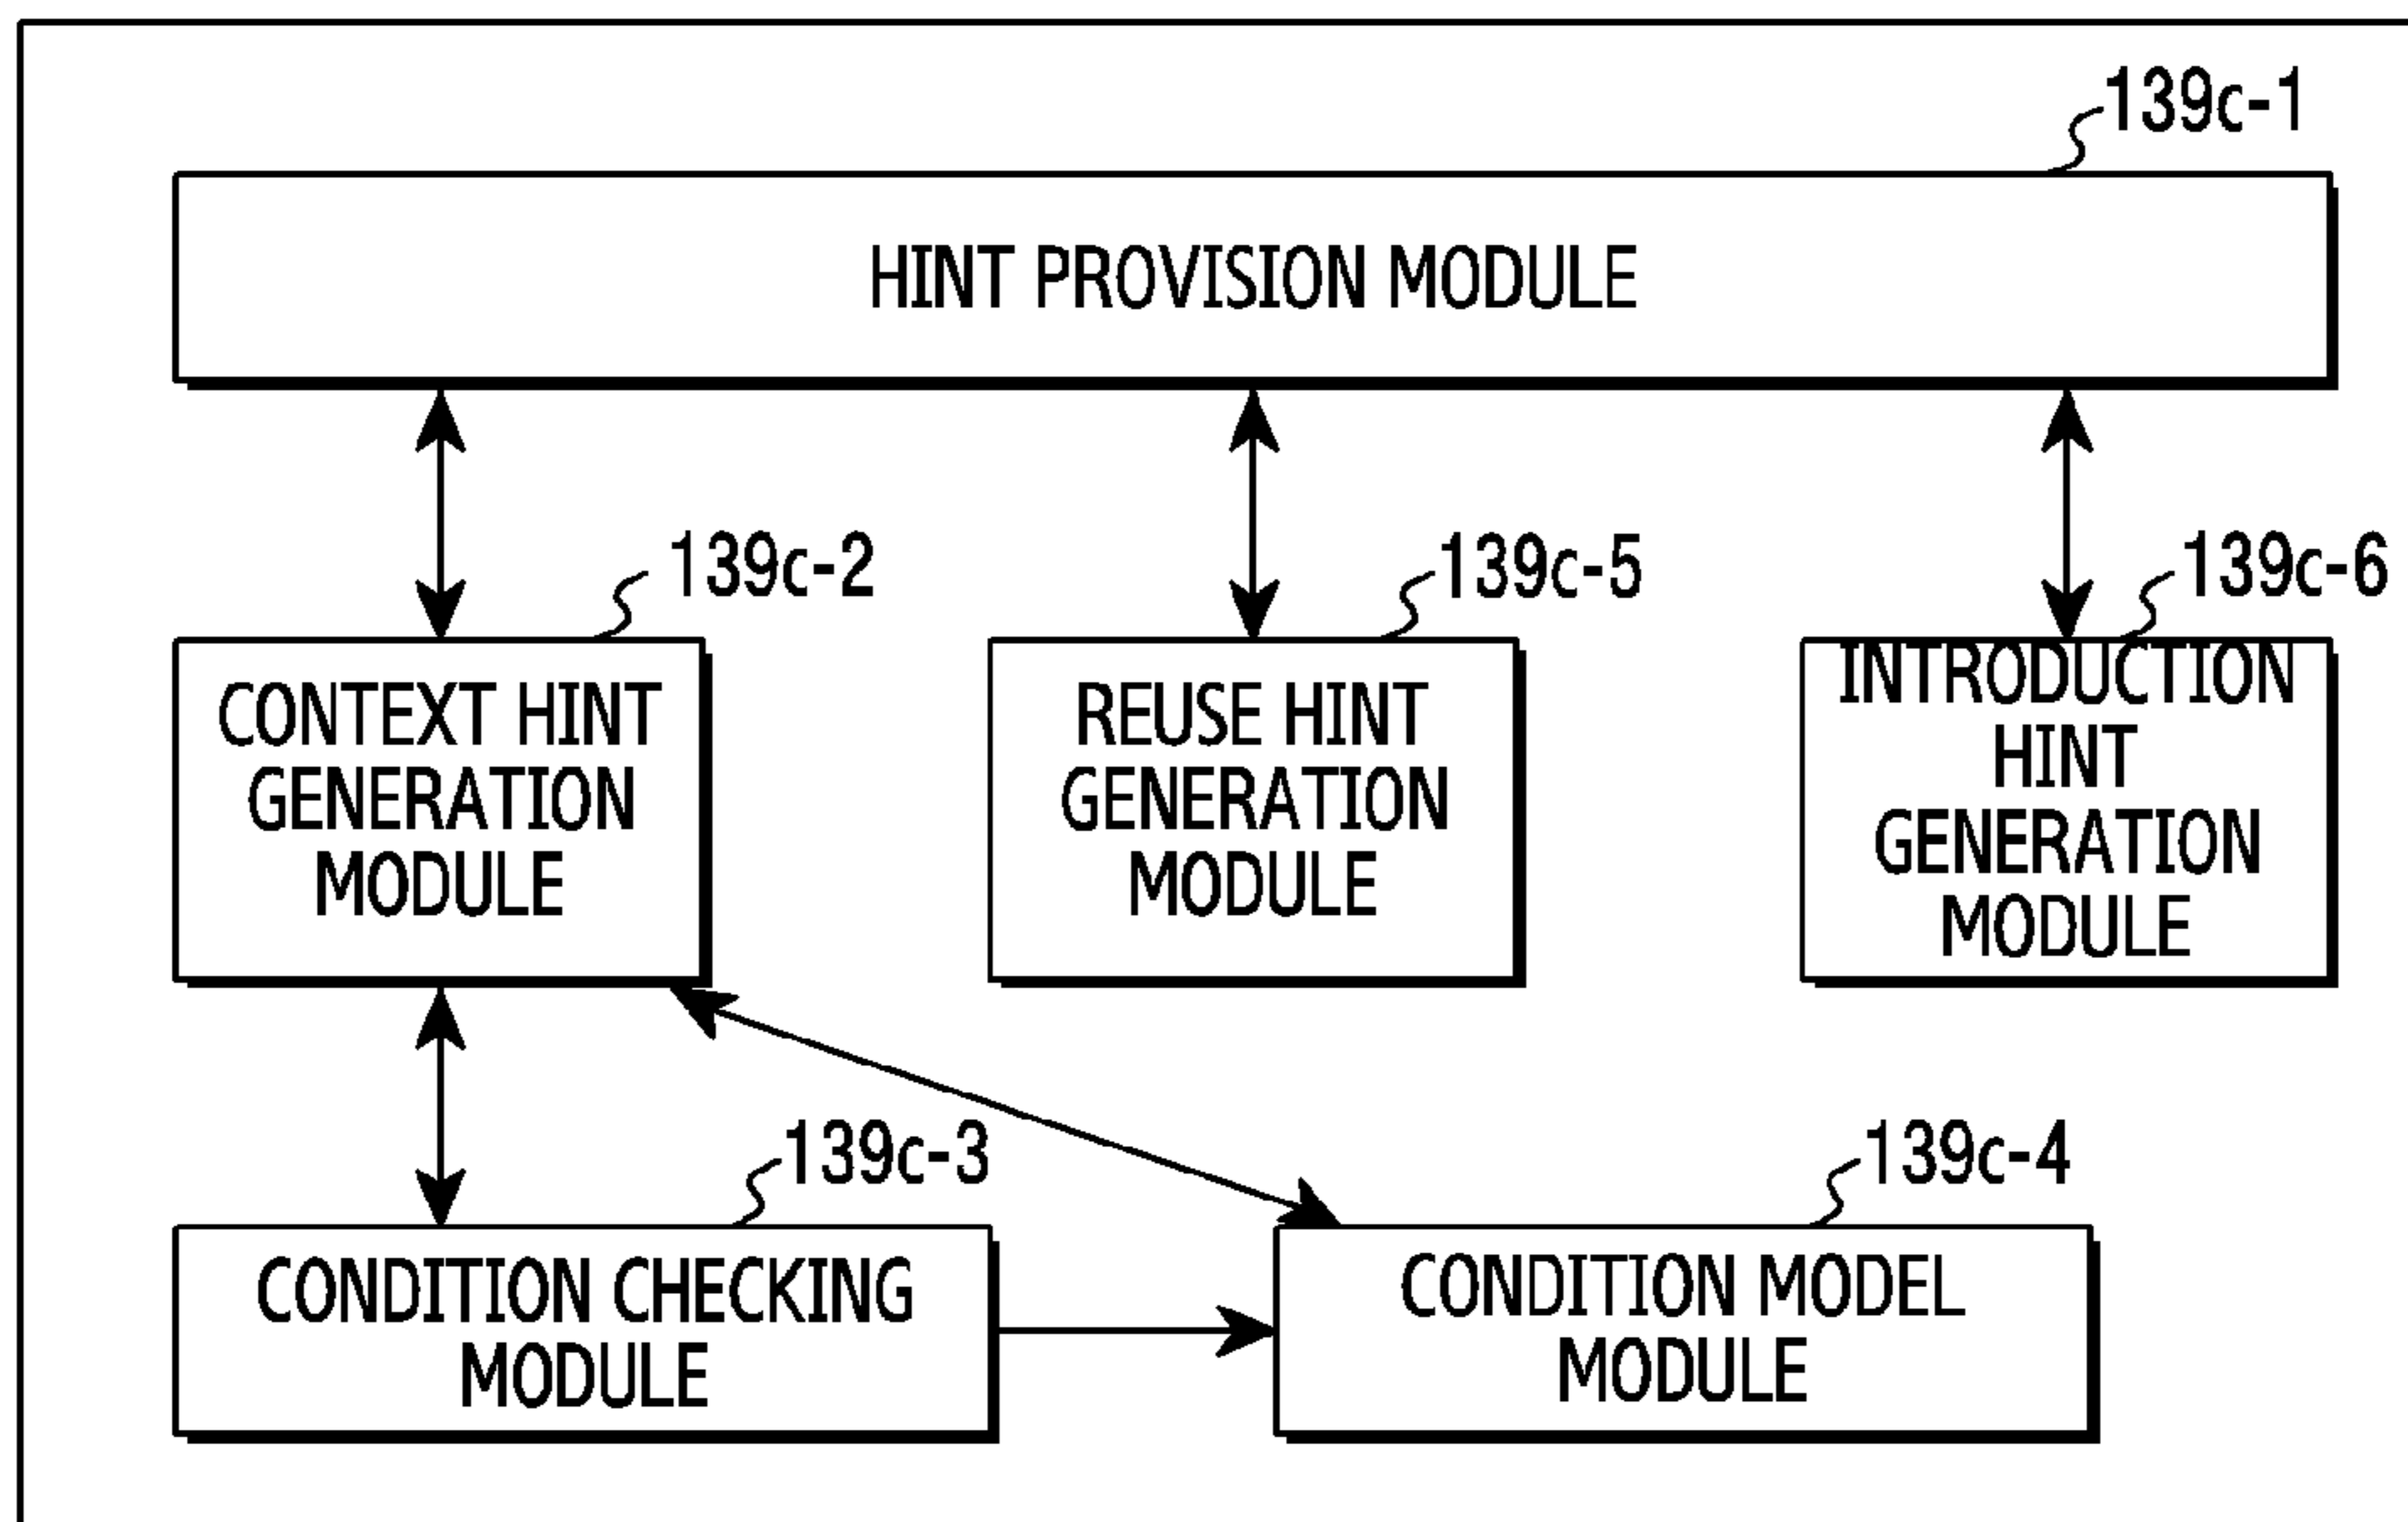 139c-1
HINT PROVISION MODULE
139c-2
139c-5
139c-6
CONTEXT HINT
GENERATION
MODULE
REUSE HINT
GENERATION
MODULE
INTRODUCTION
HINT
GENERATION
MODULE
139c-3
139c-4
CONDITION CHECKING
MODULE
CONDITION MODEL
MODULE